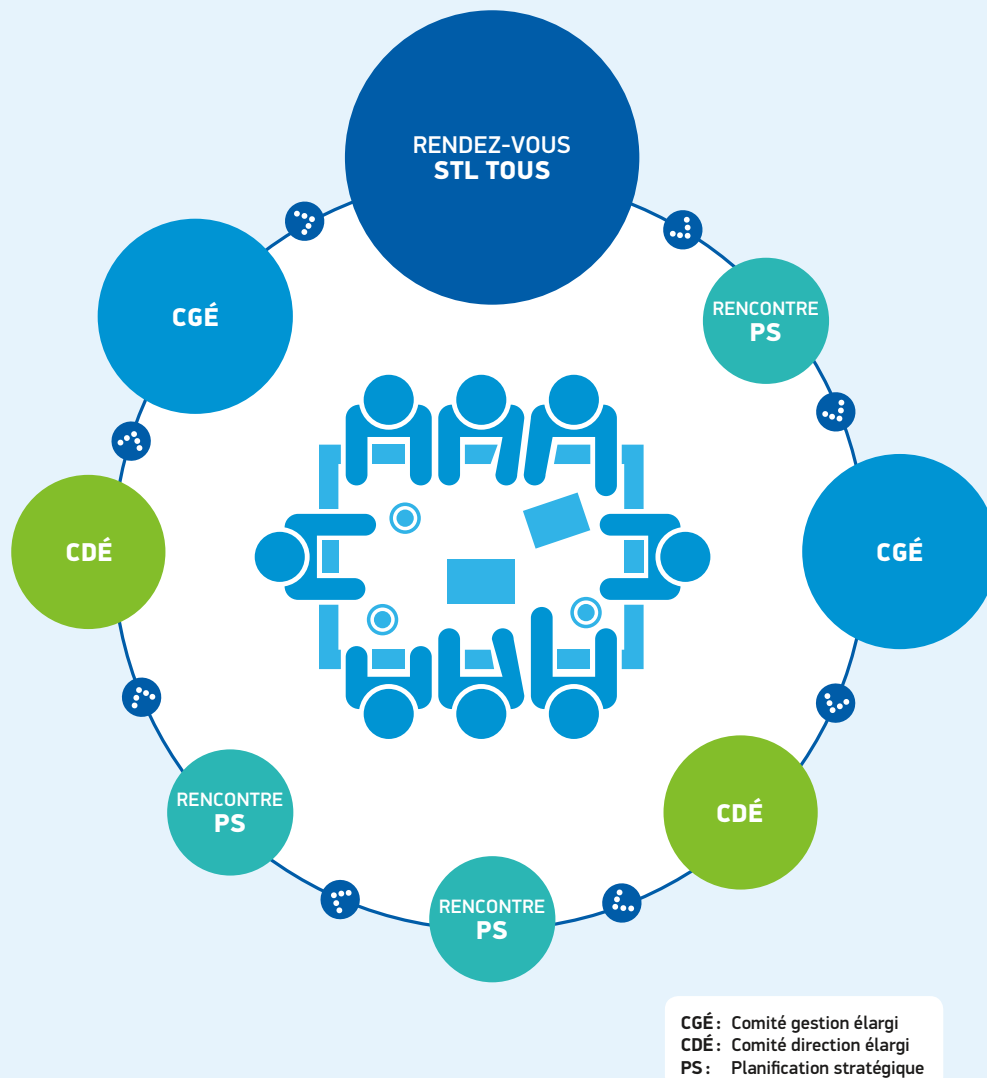 RENDEZ-VOUS
STL TOUS
RENCONTRE
PS
CGÉ
CDÉ
RENCONTRE
PS
RENCONTRE
PS
CDÉ
CGÉ
CGÉ : Comité gestion élargi
CDÉ : Comité direction élargi
PS : Planification stratégique